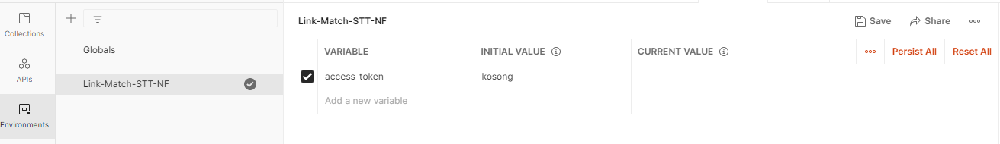 Collections
APIs
Environments
Globals
Link-Match-STT-NF
Link-Match-STT-NF
Save
Share
VARIABLE INITIAL VALUE CURRENT VALUE Persist All Reset All
access_token kosong
Add a new variable